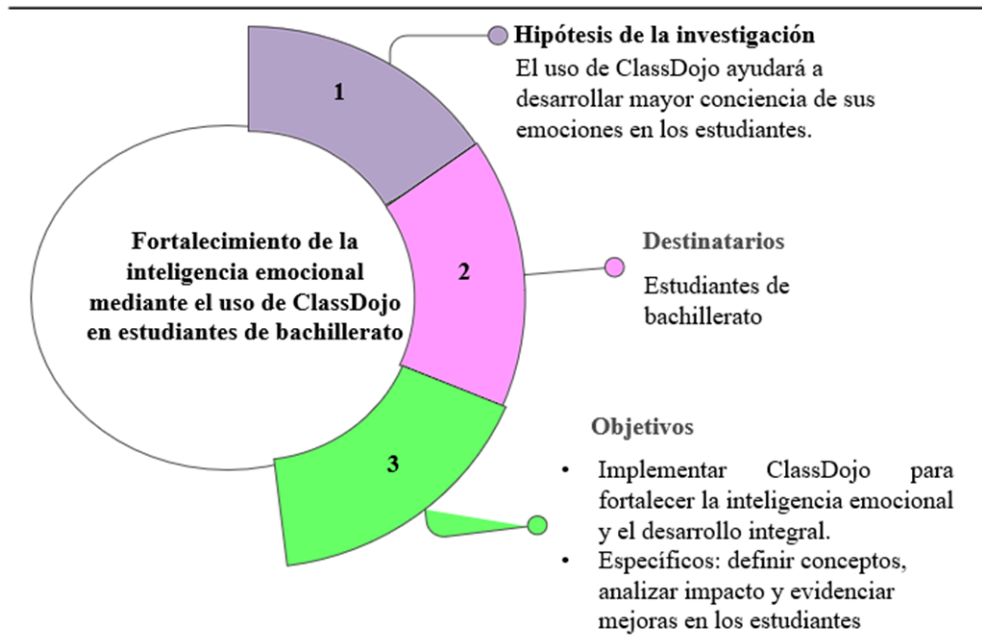 Fortalecimiento de la
inteligencia emocional
mediante el uso de ClassDojo
en estudiantes de bachillerato
1
Hipótesis de la investigación
El uso de ClassDojo ayudará a
desarrollar mayor conciencia de sus
emociones en los estudiantes.
2
Destinatarios
Estudiantes de
bachillerato
3
Objetivos
• Implementar ClassDojo para
fortalecer la inteligencia emocional
y el desarrollo integral.
• Específicos: definir conceptos,
analizar impacto y evidenciar
mejoras en los estudiantes